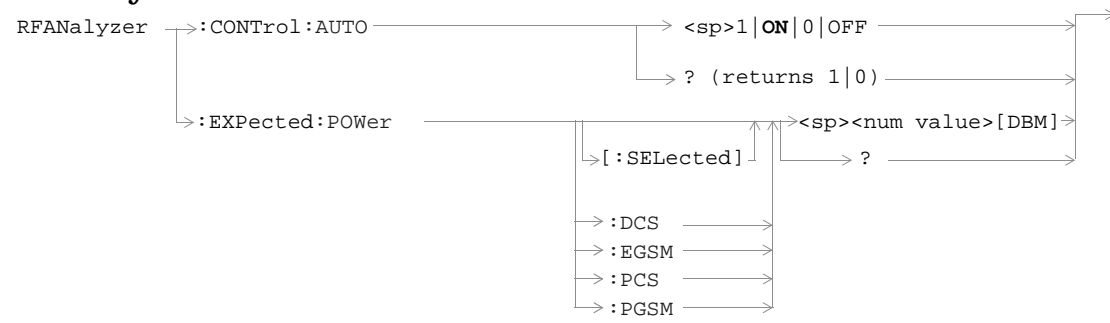 RFANalyzer :CONTrol:AUTO <sp>1|ON|0|OFF
? (returns 1|0)
:EXPected:POWer <sp><num value>[DBM]
[:SELected] ?
:DCS
:EGSM
:PCS
:PGSM